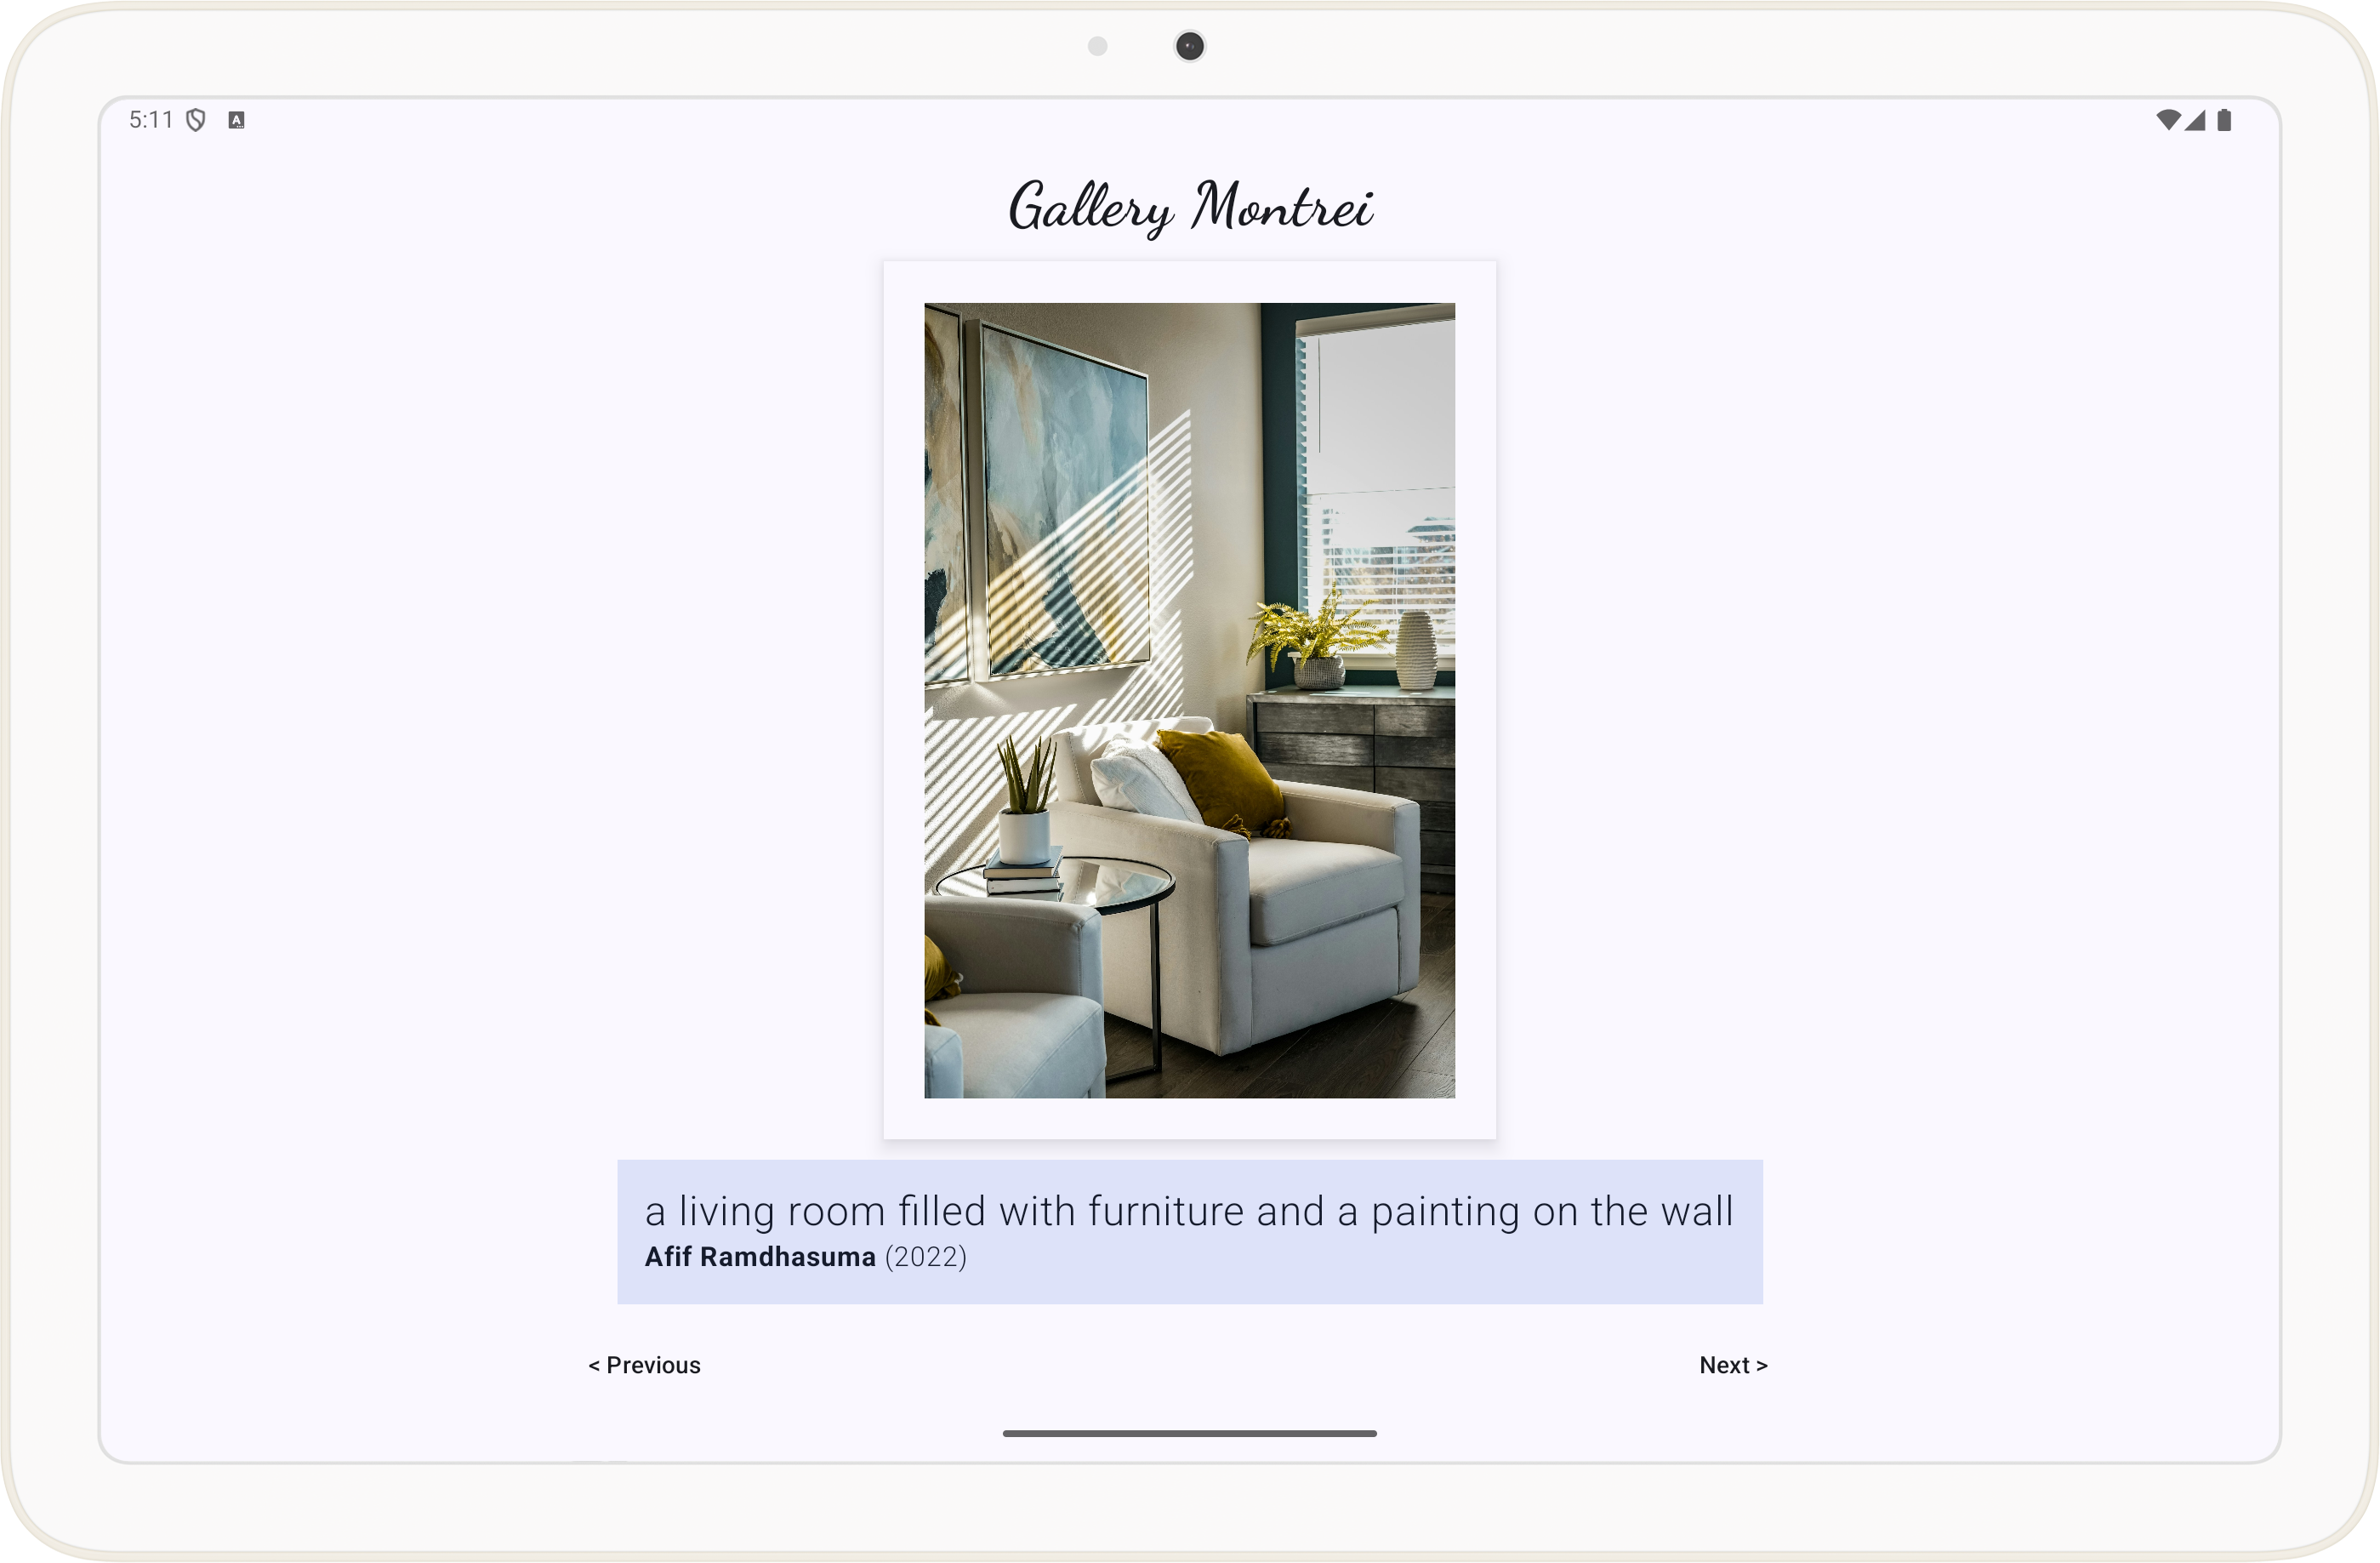 5:11
Gallery Montrei
a living room filled with furniture and a painting on the wall
Afif Ramdhasuma (2022)
< Previous
Next >